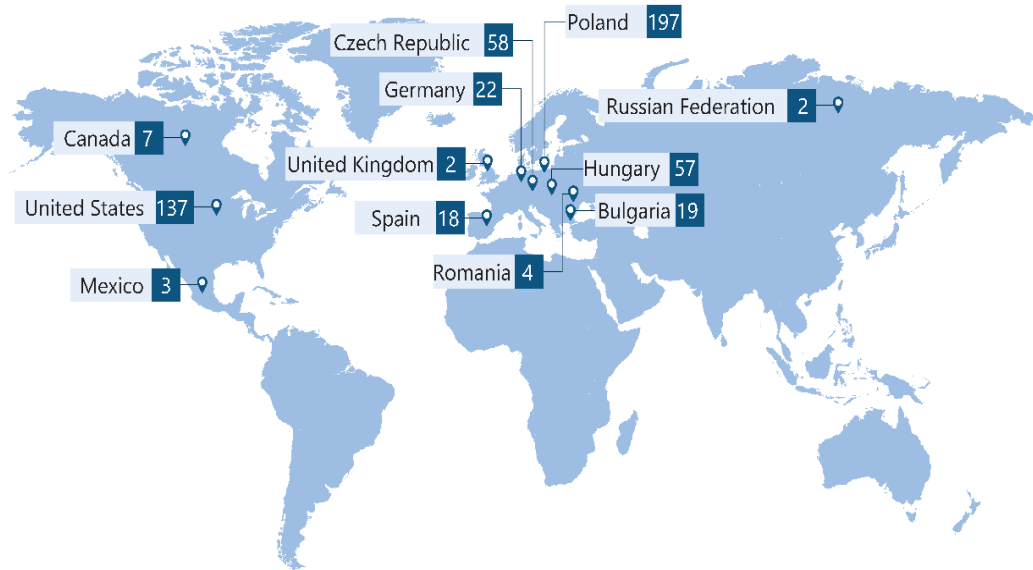 Poland 197
Czech Republic 58
Germany 22
Russian Federation 2
Canada 7
United Kingdom 2
Hungary 57
United States 137
Spain 18
Bulgaria 19
Romania 4
Mexico 3